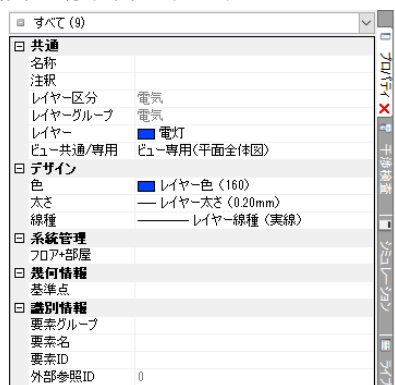 すべて (9)
共通
名称
注釈
レイヤー区分 電気
レイヤーグループ 電気
レイヤー 電灯
ビュー共通/専用 ビュー専用(平面全体図)
デザイン
色 レイヤー色 (160)
太さ レイヤー太さ (0.20mm)
線種 レイヤー線種 (実線)
系統管理
フロア+部屋
幾何情報
基準点
識別情報
要素グループ
要素名
要素ID
外部参照ID 0
プロパティ
干渉検査
シミュレーション
ライブ